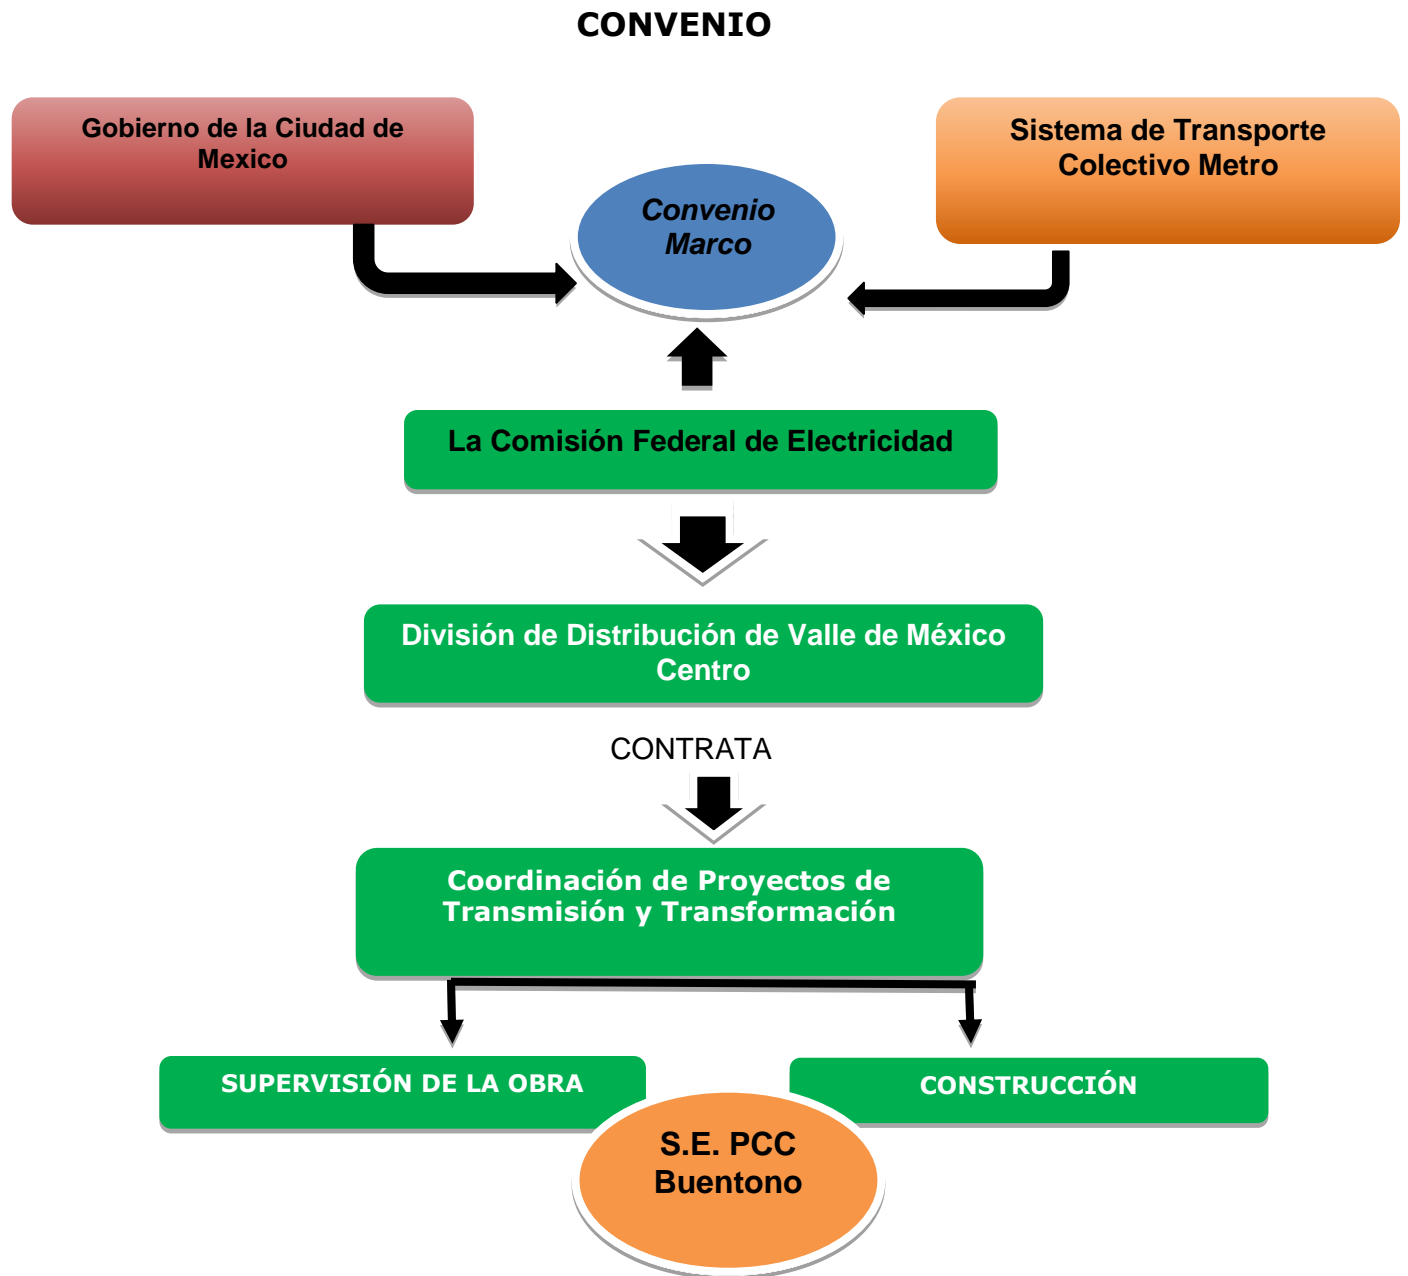 CONVENIO
Gobierno de la Ciudad de
Mexico
Sistema de Transporte
Colectivo Metro
Convenio
Marco
La Comisión Federal de Electricidad
División de Distribución de Valle de México
Centro
CONTRATA
Coordinación de Proyectos de
Transmisión y Transformación
SUPERVISIÓN DE LA OBRA
CONSTRUCCIÓN
S.E. PCC
Buentono